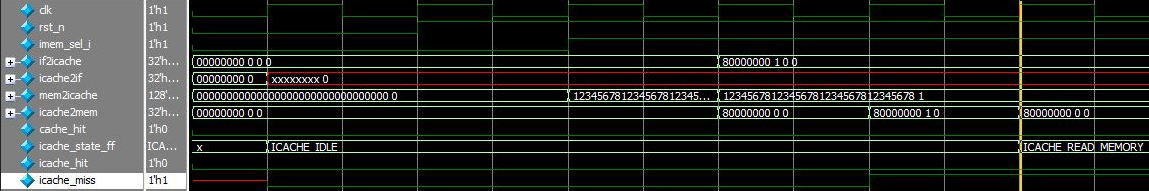 clk 1'h1
rst_n 1'h1
imem_sel_i 1'h1
if2icache 32'h... 00000000 0 0 0 80000000 1 0 0
icache2if 32'h... 00000000 0 xxxxxxxx 0
mem2icache 128'... 00000000000000000000000000000000 0 123456781234567812345... 12345678123456781234567812345678 1
icache2mem 32'h... 00000000 0 0 80000000 0 0 80000000 1 0 80000000 0 0
cache_hit 1'h0
icache_state_ff ICA... x ICACHE_IDLE ICACHE_READ_MEMORY
icache_hit 1'h0
icache_miss 1'h1